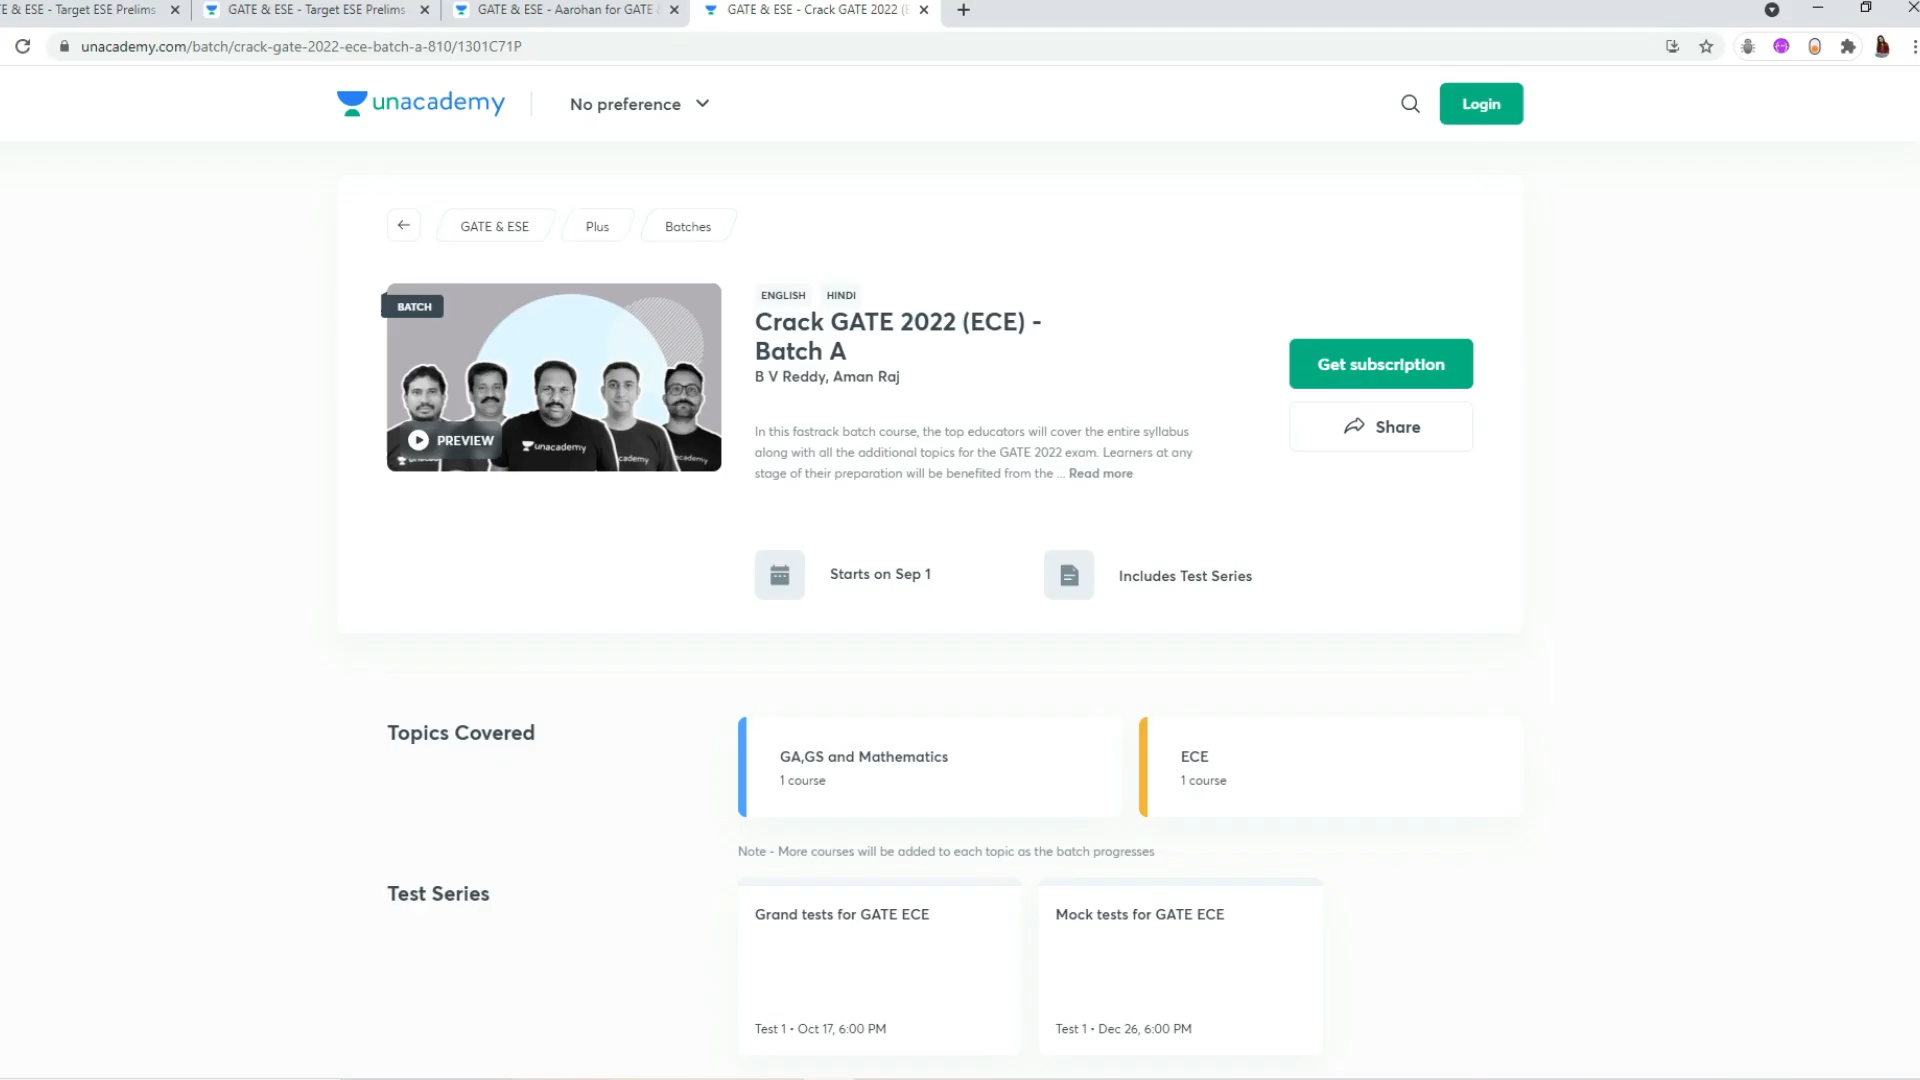 E & ESE - Target ESE Prelims
GATE & ESE - Target ESE Prelims
GATE & ESE - Aarohan for GATE
GATE & ESE - Crack GATE 2022 (
unacademy.com/batch/crack-gate-2022-ece-batch-a-810/1301C71P
unacademy
No preference
Login
GATE & ESE
Plus
Batches
BATCH
PREVIEW
unacademy
cademy
academy
ENGLISH HINDI
Crack GATE 2022 (ECE) -
Batch A
B V Reddy, Aman Raj
In this fastrack batch course, the top educators will cover the entire syllabus
along with all the additional topics for the GATE 2022 exam. Learners at any
stage of their preparation will be benefited from the ... Read more
Get subscription
Share
Starts on Sep 1
Includes Test Series
Topics Covered
GA,GS and Mathematics
1 course
ECE
1 course
Note - More courses will be added to each topic as the batch progresses
Test Series
Grand tests for GATE ECE
Test 1 • Oct 17, 6:00 PM
Mock tests for GATE ECE
Test 1 • Dec 26, 6:00 PM